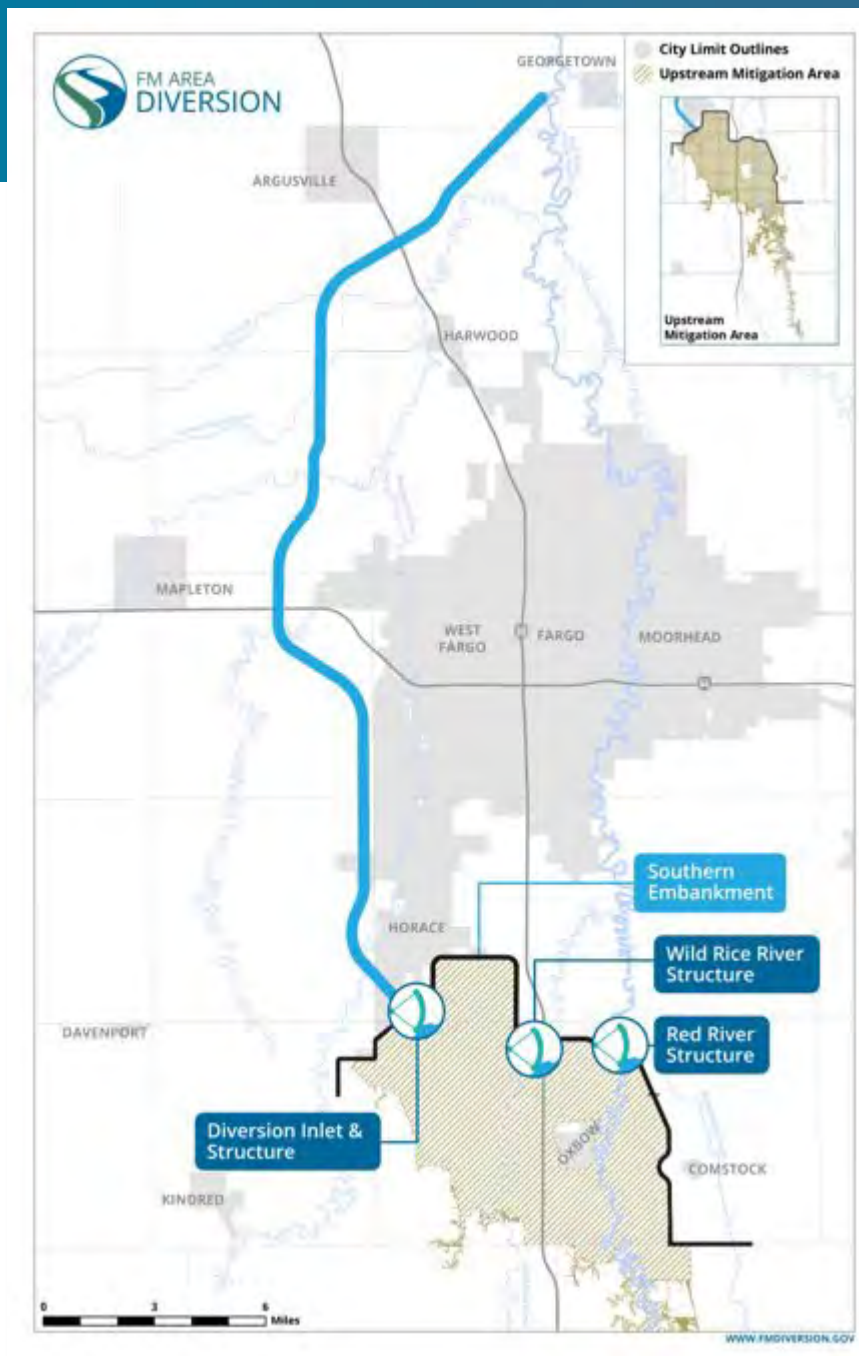 FM AREA
DIVERSION
GEORGETOWN
City Limit Outlines
Upstream Mitigation Area
Upstream
Mitigation Area
ARGUSVILLE
HARWOOD
MAPLETON
WEST
FARGO
FARGO
MOORHEAD
Southern
Embankment
HORACE
Wild Rice River
Structure
DAVENPORT
Red River
Structure
Diversion Inlet &
Structure
OXBOW
COMSTOCK
KINDRED
0 3 6
Miles
WWW.FMDIVERSION.GOV